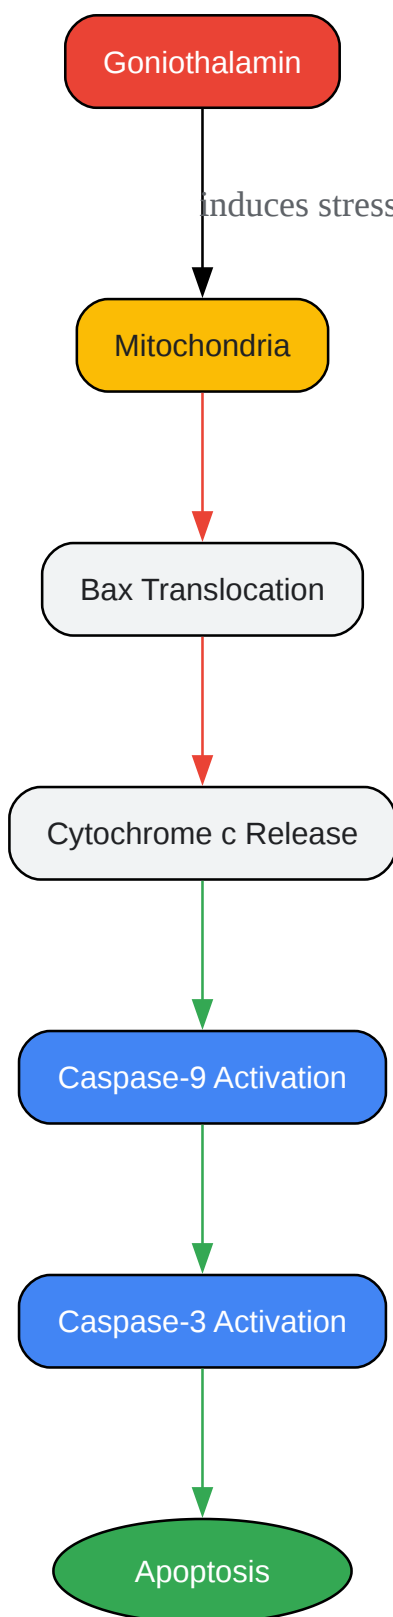 Goniothalamin
induces stress
Mitochondria
Bax Translocation
Cytochrome c Release
Caspase-9 Activation
Caspase-3 Activation
Apoptosis